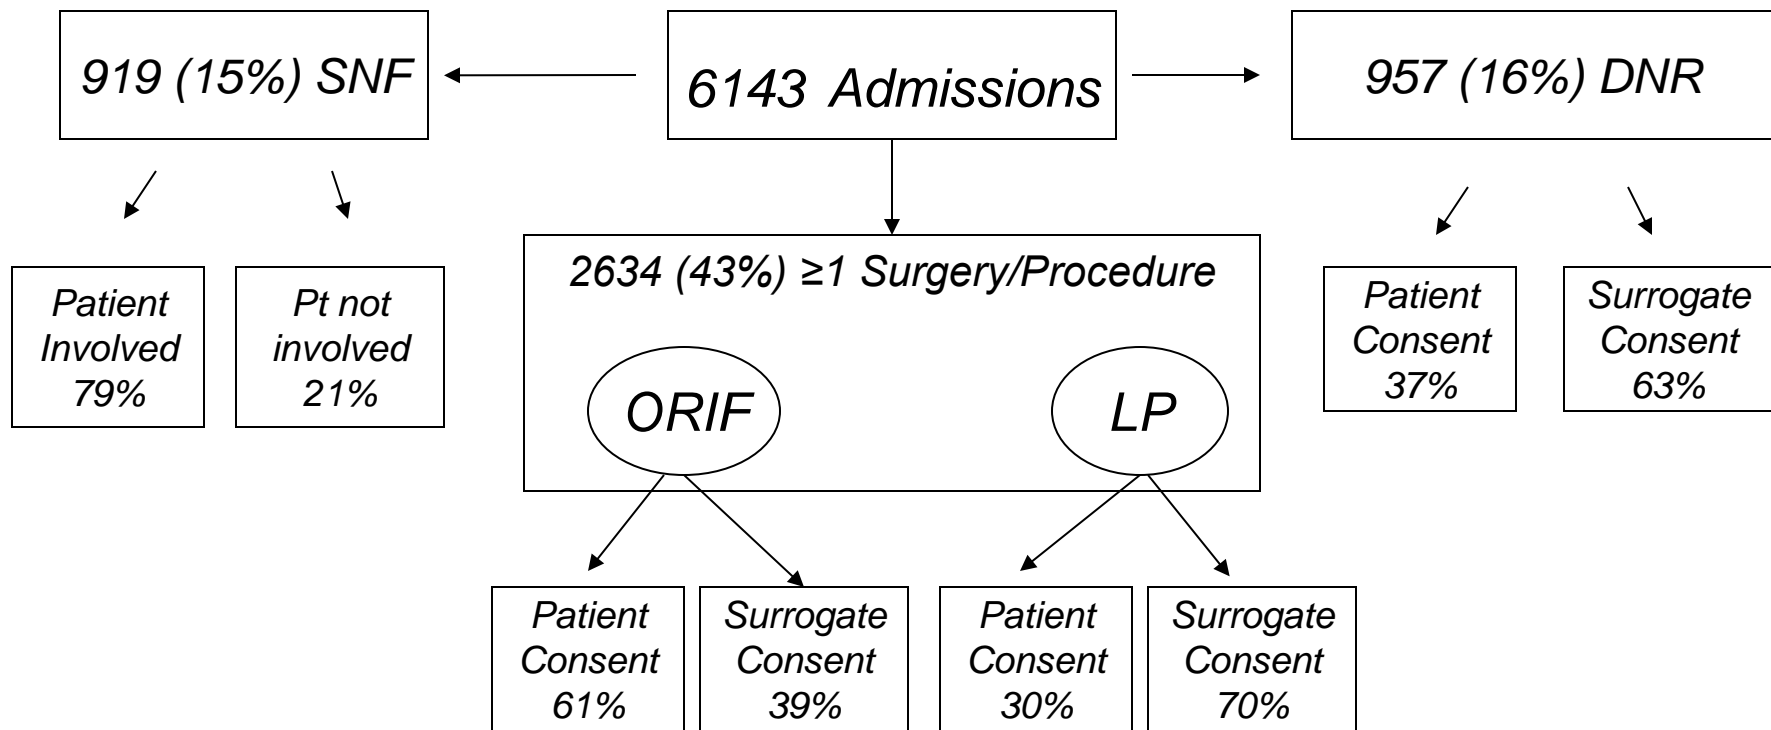 919 (15%) SNF
6143 Admissions
957 (16%) DNR
Patient
Involved
79%
Pt not
involved
21%
2634 (43%) ≥1 Surgery/Procedure
ORIF
LP
Patient
Consent
37%
Surrogate
Consent
63%
Patient
Consent
61%
Surrogate
Consent
39%
Patient
Consent
30%
Surrogate
Consent
70%